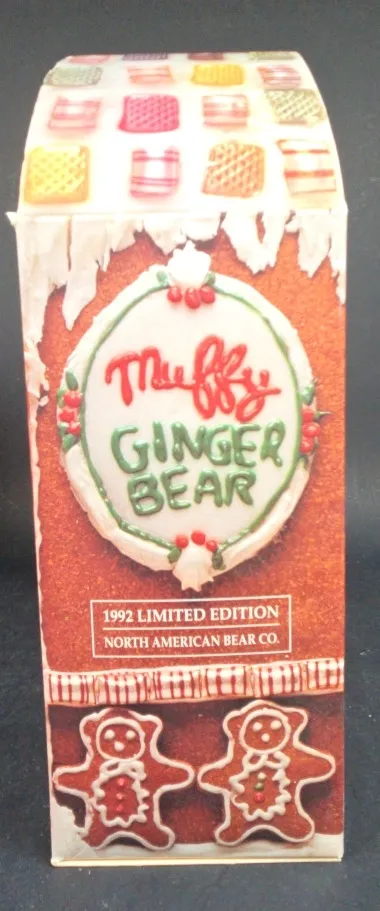 Muffy
GINGER
BEAR
1992 LIMITED EDITION
NORTH AMERICAN BEAR CO.